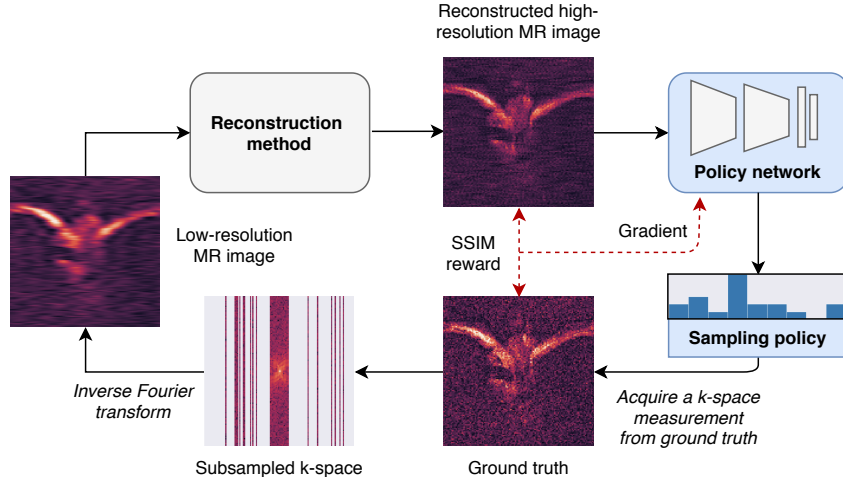 Reconstructed high-
resolution MR image
Reconstruction
method
Policy network
Low-resolution
MR image
SSIM
reward
Gradient
Sampling policy
Inverse Fourier
transform
Acquire a k-space
measurement
from ground truth
Subsampled k-space
Ground truth